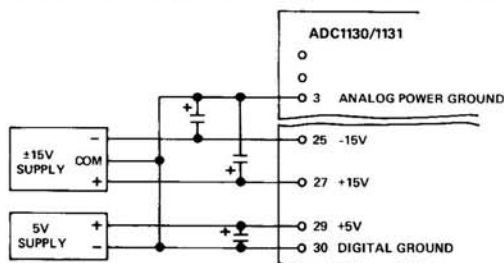 ADC1130/1131
3 ANALOG POWER GROUND
+
- 25 -15V
±15V SUPPLY COM
+ + 27 +15V
5V SUPPLY + + 29 +5V
- 30 DIGITAL GROUND